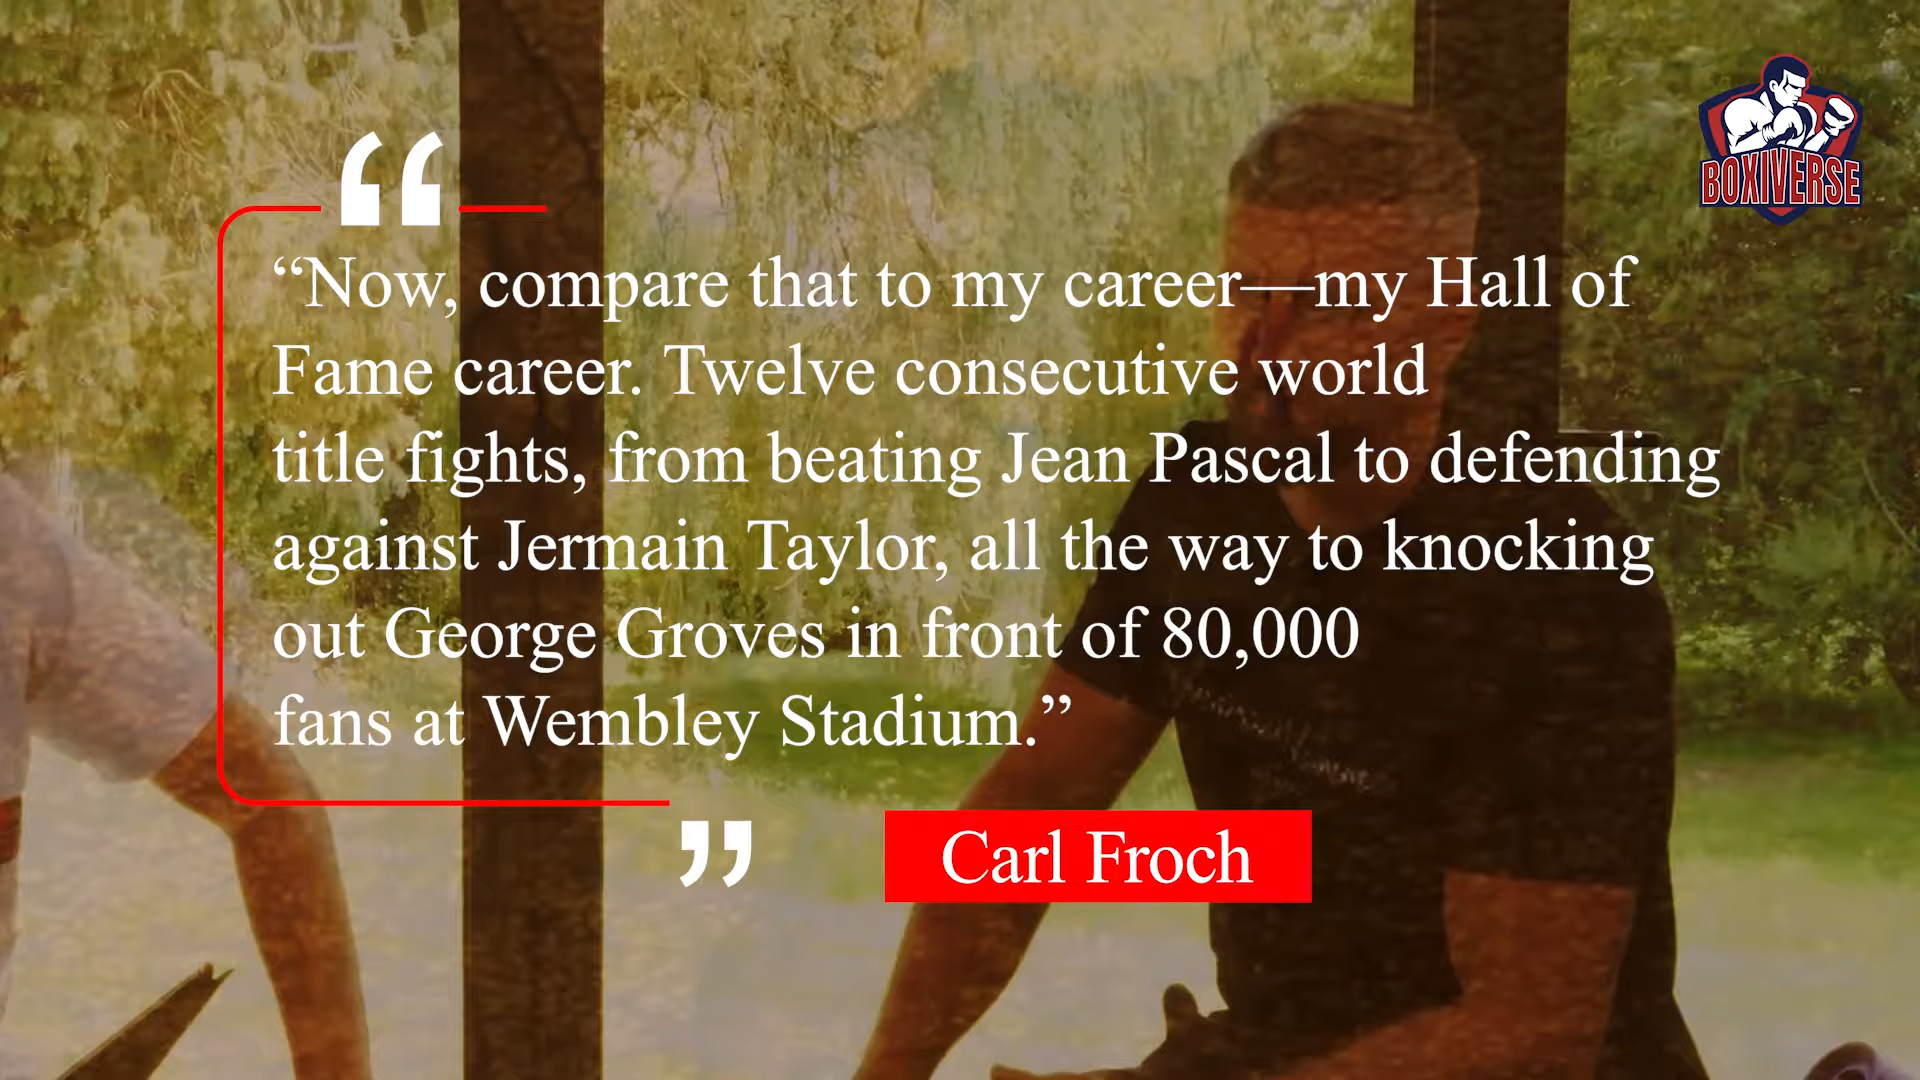 BOXIVERSE
“
“Now, compare that to my career—my Hall of
Fame career. Twelve consecutive world
title fights, from beating Jean Pascal to defending
against Jermain Taylor, all the way to knocking
out George Groves in front of 80,000
fans at Wembley Stadium.”
”
Carl Froch